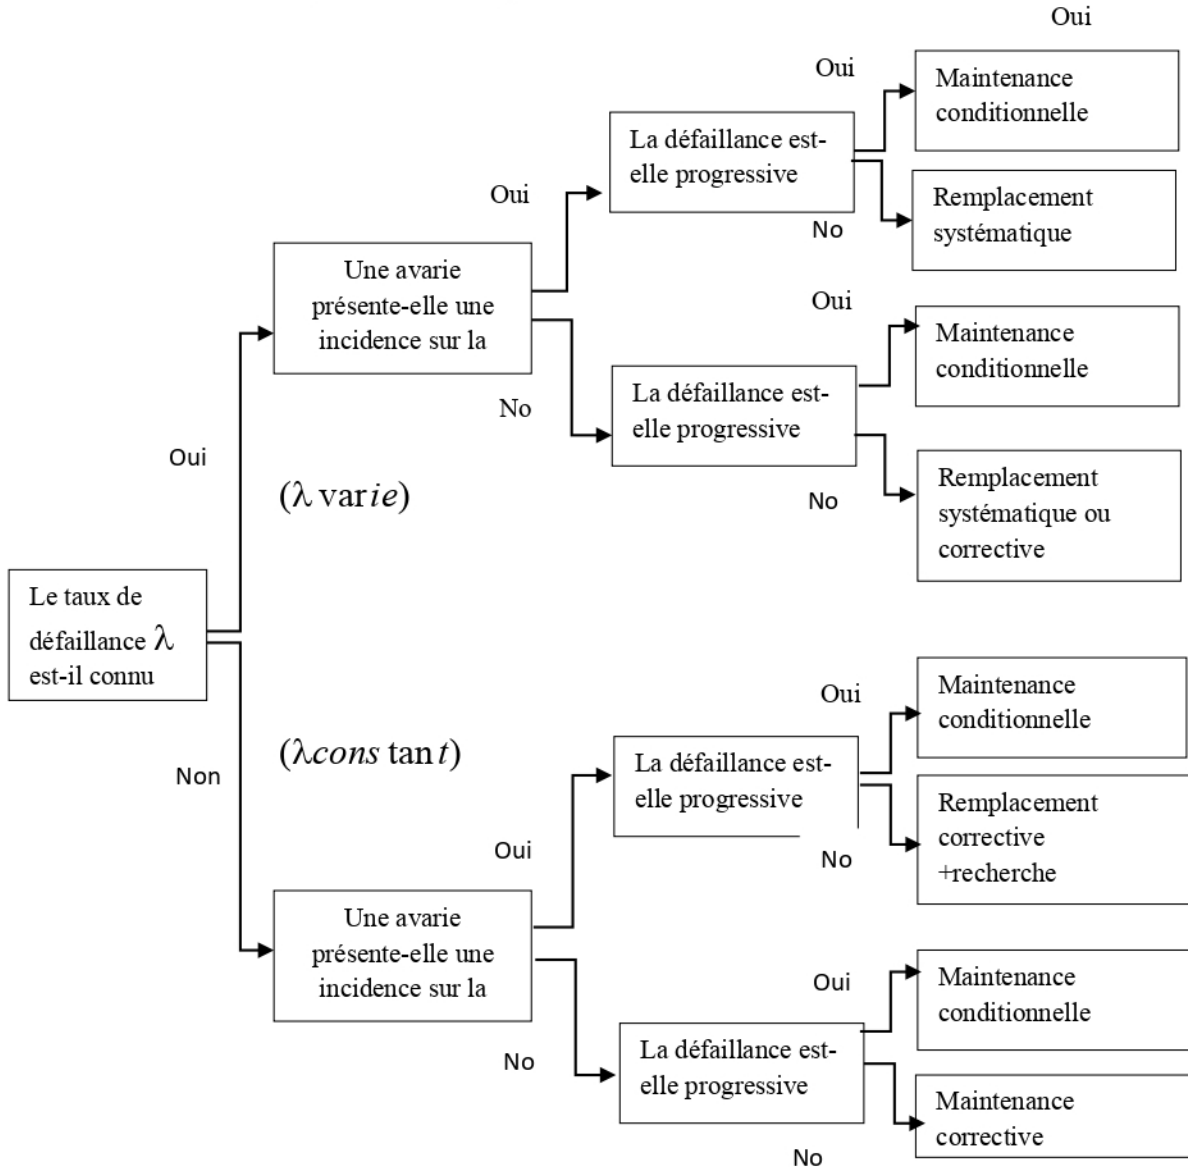 Oui
Oui
Maintenance
conditionnelle
La défaillance est-
elle progressive
Oui
No
Remplacement
systématique
Une avarie
présente-elle une
incidence sur la
Oui
Maintenance
conditionnelle
No
La défaillance est-
elle progressive
Oui
(λ varie)
No
Remplacement
systématique ou
corrective
Le taux de
défaillance λ
est-il connu
Oui
Maintenance
conditionnelle
(λcons tant)
Non
La défaillance est-
elle progressive
Remplacement
corrective
+recherche
Oui
No
Une avarie
présente-elle une
incidence sur la
Oui
Maintenance
conditionnelle
No
La défaillance est-
elle progressive
Maintenance
corrective
No